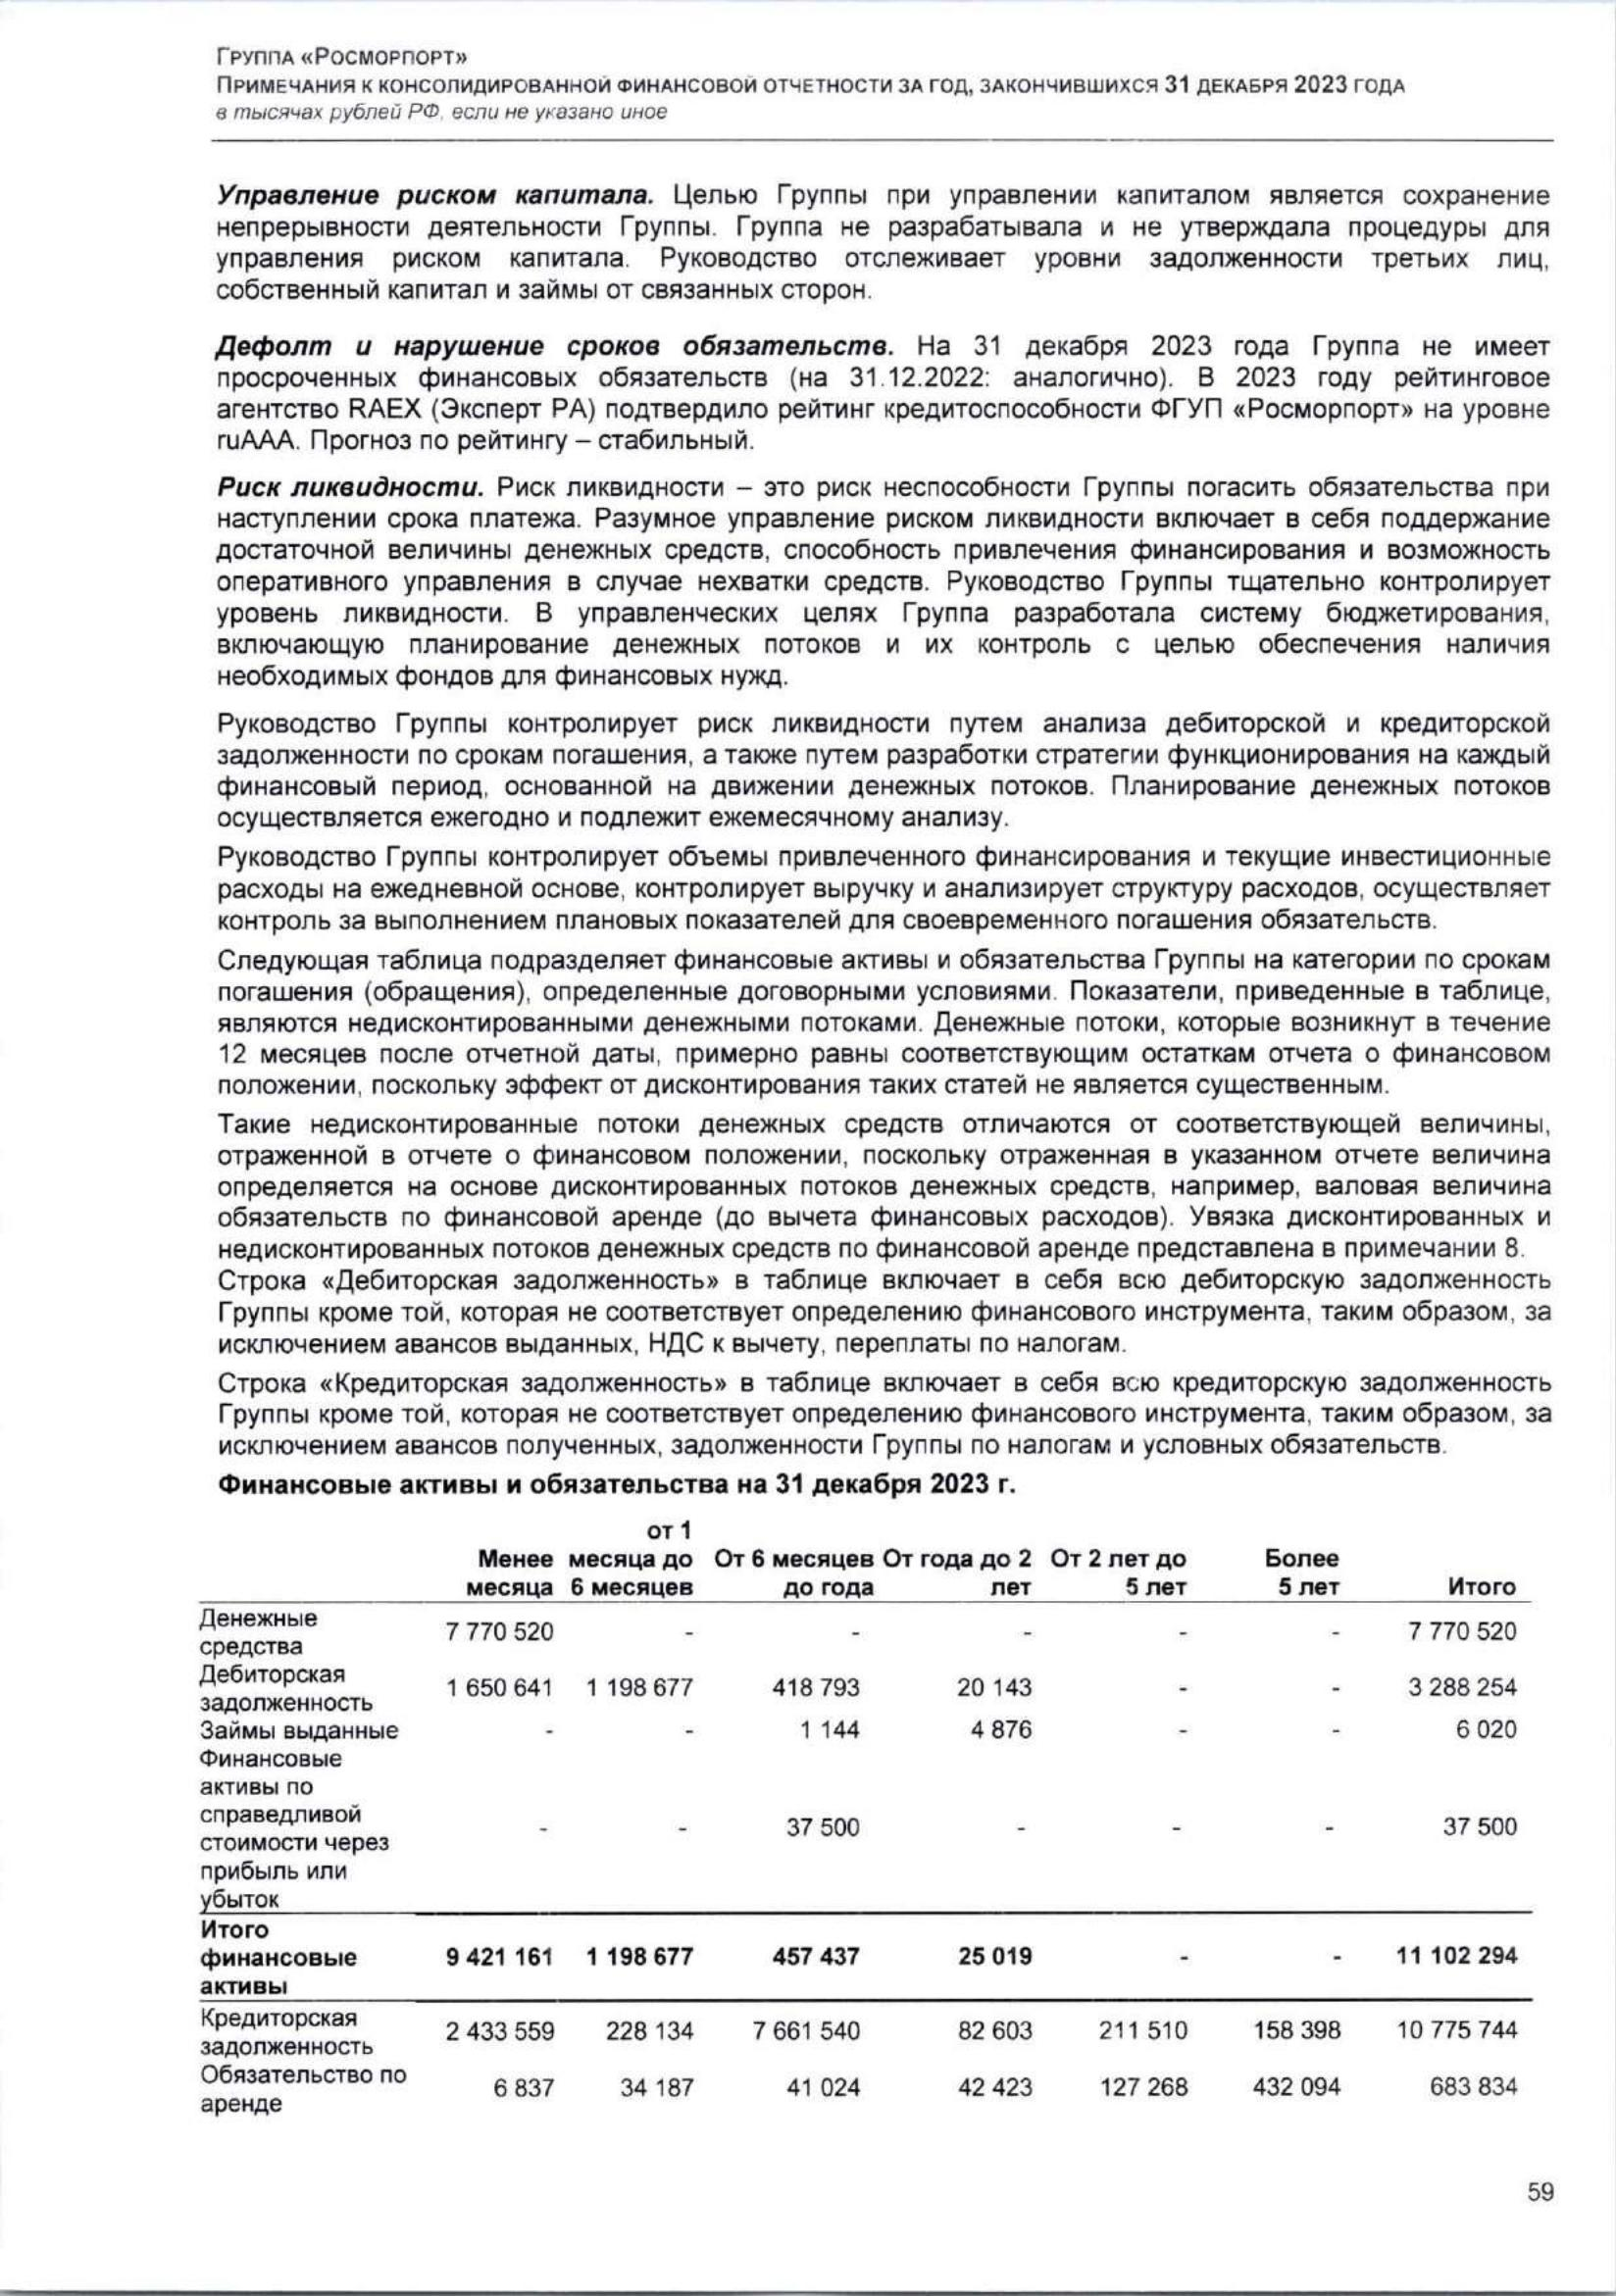 Группа «Росморпорт»
Примечания к консолидированной финансовой отчетности за год, закончившихся 31 декабря 2023 года
в тысячах рублей РФ, если не указано иное
Управление риском капитала. Целью Группы при управлении капиталом является сохранение
непрерывности деятельности Группы. Группа не разрабатывала и не утверждала процедуры для
управления риском капитала. Руководство отслеживает уровни задолженности третьих лиц,
собственный капитал и займы от связанных сторон.
Дефолт и нарушение сроков обязательств. На 31 декабря 2023 года Группа не имеет
просроченных финансовых обязательств (на 31.12.2022: аналогично). В 2023 году рейтинговое
агентство RAEX (Эксперт РА) подтвердило рейтинг кредитоспособности ФГУП «Росморпорт» на уровне
ruAAA. Прогноз по рейтингу – стабильный.
Риск ликвидности. Риск ликвидности – это риск неспособности Группы погасить обязательства при
наступлении срока платежа. Разумное управление риском ликвидности включает в себя поддержание
достаточной величины денежных средств, способность привлечения финансирования и возможность
оперативного управления в случае нехватки средств. Руководство Группы тщательно контролирует
уровень ликвидности. В управленческих целях Группа разработала систему бюджетирования,
включающую планирование денежных потоков и их контроль с целью обеспечения наличия
необходимых фондов для финансовых нужд.
Руководство Группы контролирует риск ликвидности путем анализа дебиторской и кредиторской
задолженности по срокам погашения, а также путем разработки стратегии функционирования на каждый
финансовый период, основанной на движении денежных потоков. Планирование денежных потоков
осуществляется ежегодно и подлежит ежемесячному анализу.
Руководство Группы контролирует объемы привлеченного финансирования и текущие инвестиционные
расходы на ежедневной основе, контролирует выручку и анализирует структуру расходов, осуществляет
контроль за выполнением плановых показателей для своевременного погашения обязательств.
Следующая таблица подразделяет финансовые активы и обязательства Группы на категории по срокам
погашения (обращения), определенные договорными условиями. Показатели, приведенные в таблице,
являются недисконтированными денежными потоками. Денежные потоки, которые возникнут в течение
12 месяцев после отчетной даты, примерно равны соответствующим остаткам отчета о финансовом
положении, поскольку эффект от дисконтирования таких статей не является существенным.
Такие недисконтированные потоки денежных средств отличаются от соответствующей величины,
отраженной в отчете о финансовом положении, поскольку отраженная в указанном отчете величина
определяется на основе дисконтированных потоков денежных средств, например, валовая величина
обязательств по финансовой аренде (до вычета финансовых расходов). Увязка дисконтированных и
недисконтированных потоков денежных средств по финансовой аренде представлена в примечании 8.
Строка «Дебиторская задолженность» в таблице включает в себя всю дебиторскую задолженность
Группы кроме той, которая не соответствует определению финансового инструмента, таким образом, за
исключением авансов выданных, НДС к вычету, переплаты по налогам.
Строка «Кредиторская задолженность» в таблице включает в себя всю кредиторскую задолженность
Группы кроме той, которая не соответствует определению финансового инструмента, таким образом, за
исключением авансов полученных, задолженности Группы по налогам и условных обязательств.
Финансовые активы и обязательства на 31 декабря 2023 г.
от 1
Менее месяца до От 6 месяцев От года до 2 От 2 лет до Более
месяца 6 месяцев до года лет 5 лет 5 лет Итого
Денежные
средства 7 770 520 - - - - - 7 770 520
Дебиторская
задолженность 1 650 641 1 198 677 418 793 20 143 - - 3 288 254
Займы выданные - - 1 144 4 876 - - 6 020
Финансовые
активы по
справедливой
стоимости через - - 37 500 - - - 37 500
прибыль или
убыток
Итого
финансовые 9 421 161 1 198 677 457 437 25 019 - - 11 102 294
активы
Кредиторская
задолженность 2 433 559 228 134 7 661 540 82 603 211 510 158 398 10 775 744
Обязательство по
аренде 6 837 34 187 41 024 42 423 127 268 432 094 683 834
59